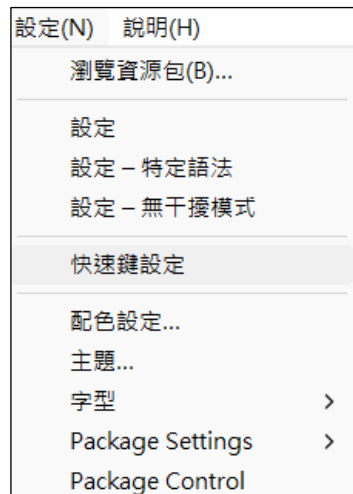 設定(N) 說明(H)
瀏覽資源包(B)...
設定
設定 – 特定語法
設定 – 無干擾模式
快速鍵設定
配色設定...
主題...
字型
Package Settings
Package Control